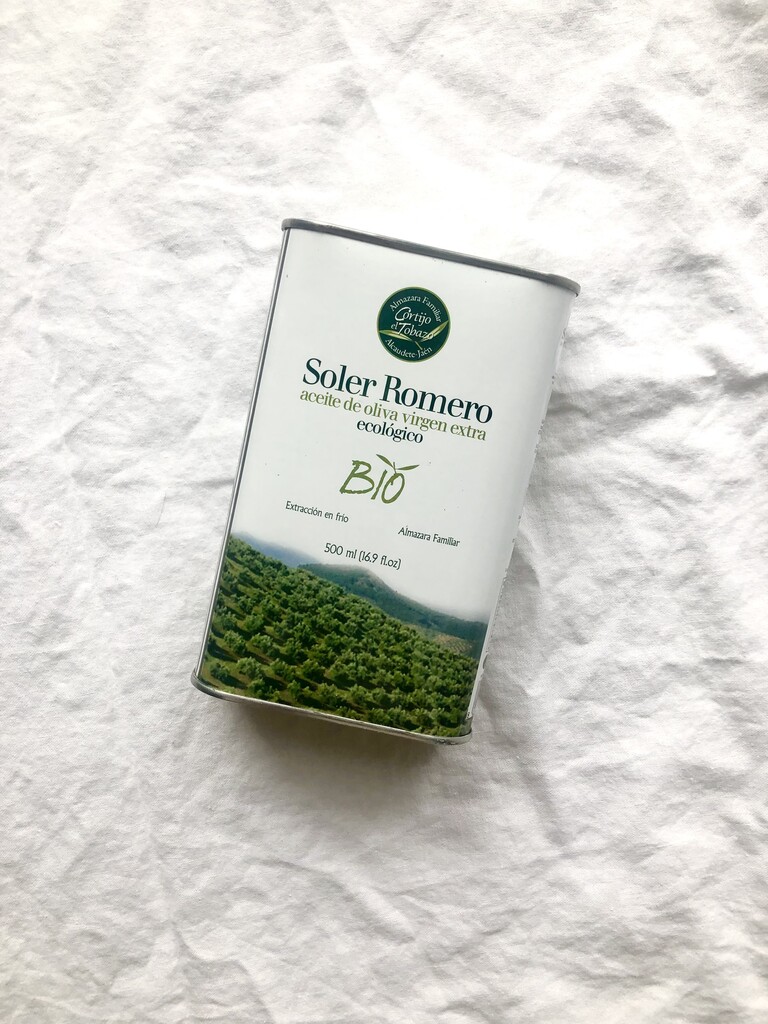 Almazara Familiar
Cortijo
el Tobazo
Alcaudete-Jaén
Soler Romero
aceite de oliva virgen extra
ecológico
BIO
Extracción en frío
Almazara Familiar
500 ml (16.9 fl.oz)